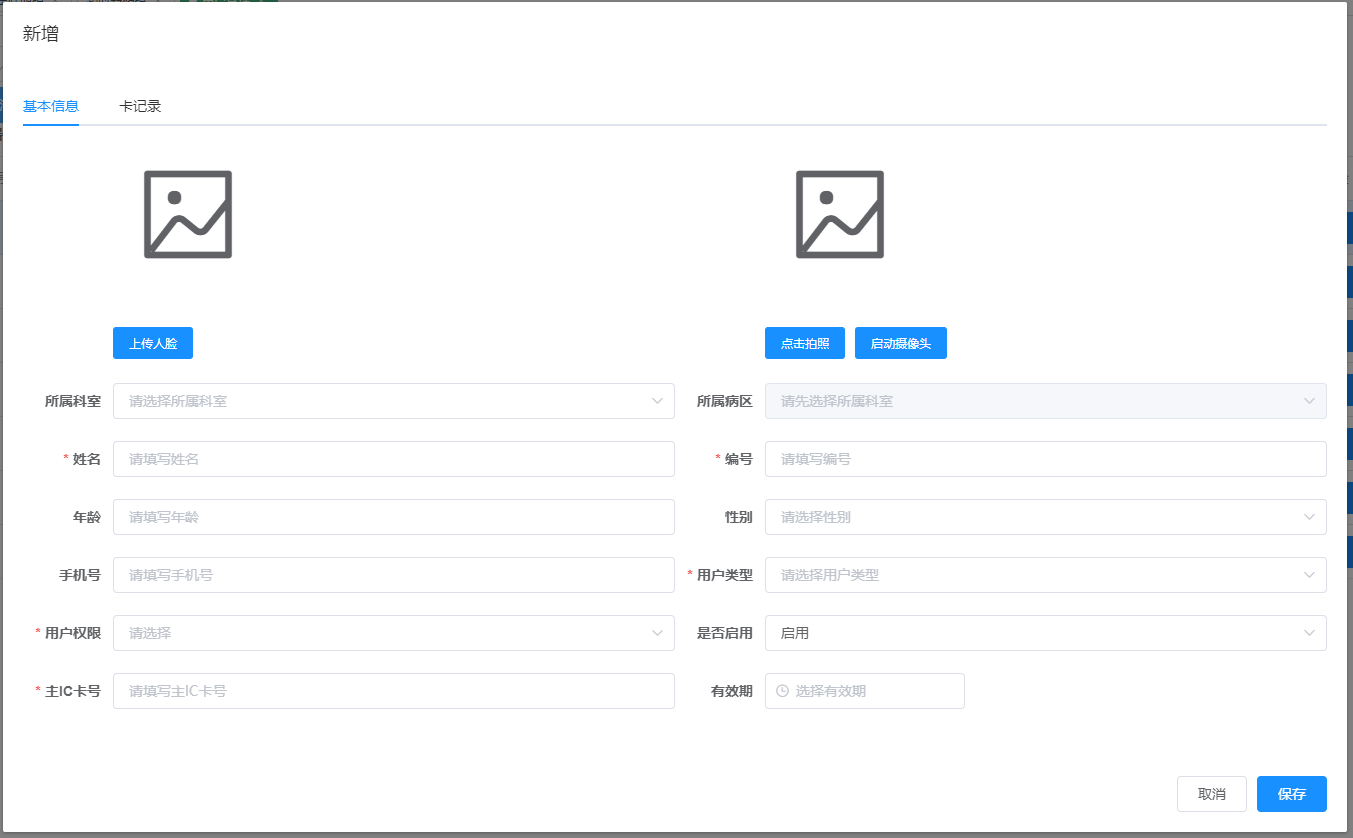 新增
基本信息 卡记录
上传人脸 点击拍照 启动摄像头
所属科室 请选择所属科室 所属病区 请先选择所属科室
* 姓名 请填写姓名 * 编号 请填写编号
年龄 请填写年龄 性别 请选择性别
手机号 请填写手机号 * 用户类型 请选择用户类型
* 用户权限 请选择 是否启用 启用
* 主IC卡号 请填写主IC卡号 有效期 选择有效期
取消 保存